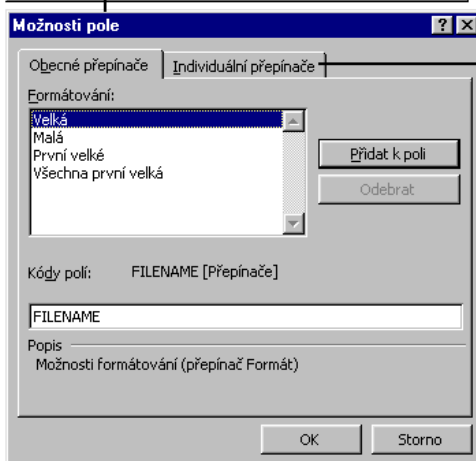 Možnosti pole
Obecné přepínače Individuální přepínače
Formátování:
Velká
Malá
První velké
Všechna první velká
Přidat k poli
Odebrat
Kódy polí: FILENAME [Přepínače]
FILENAME
Popis
Možnosti formátování (přepínač Formát)
OK Storno